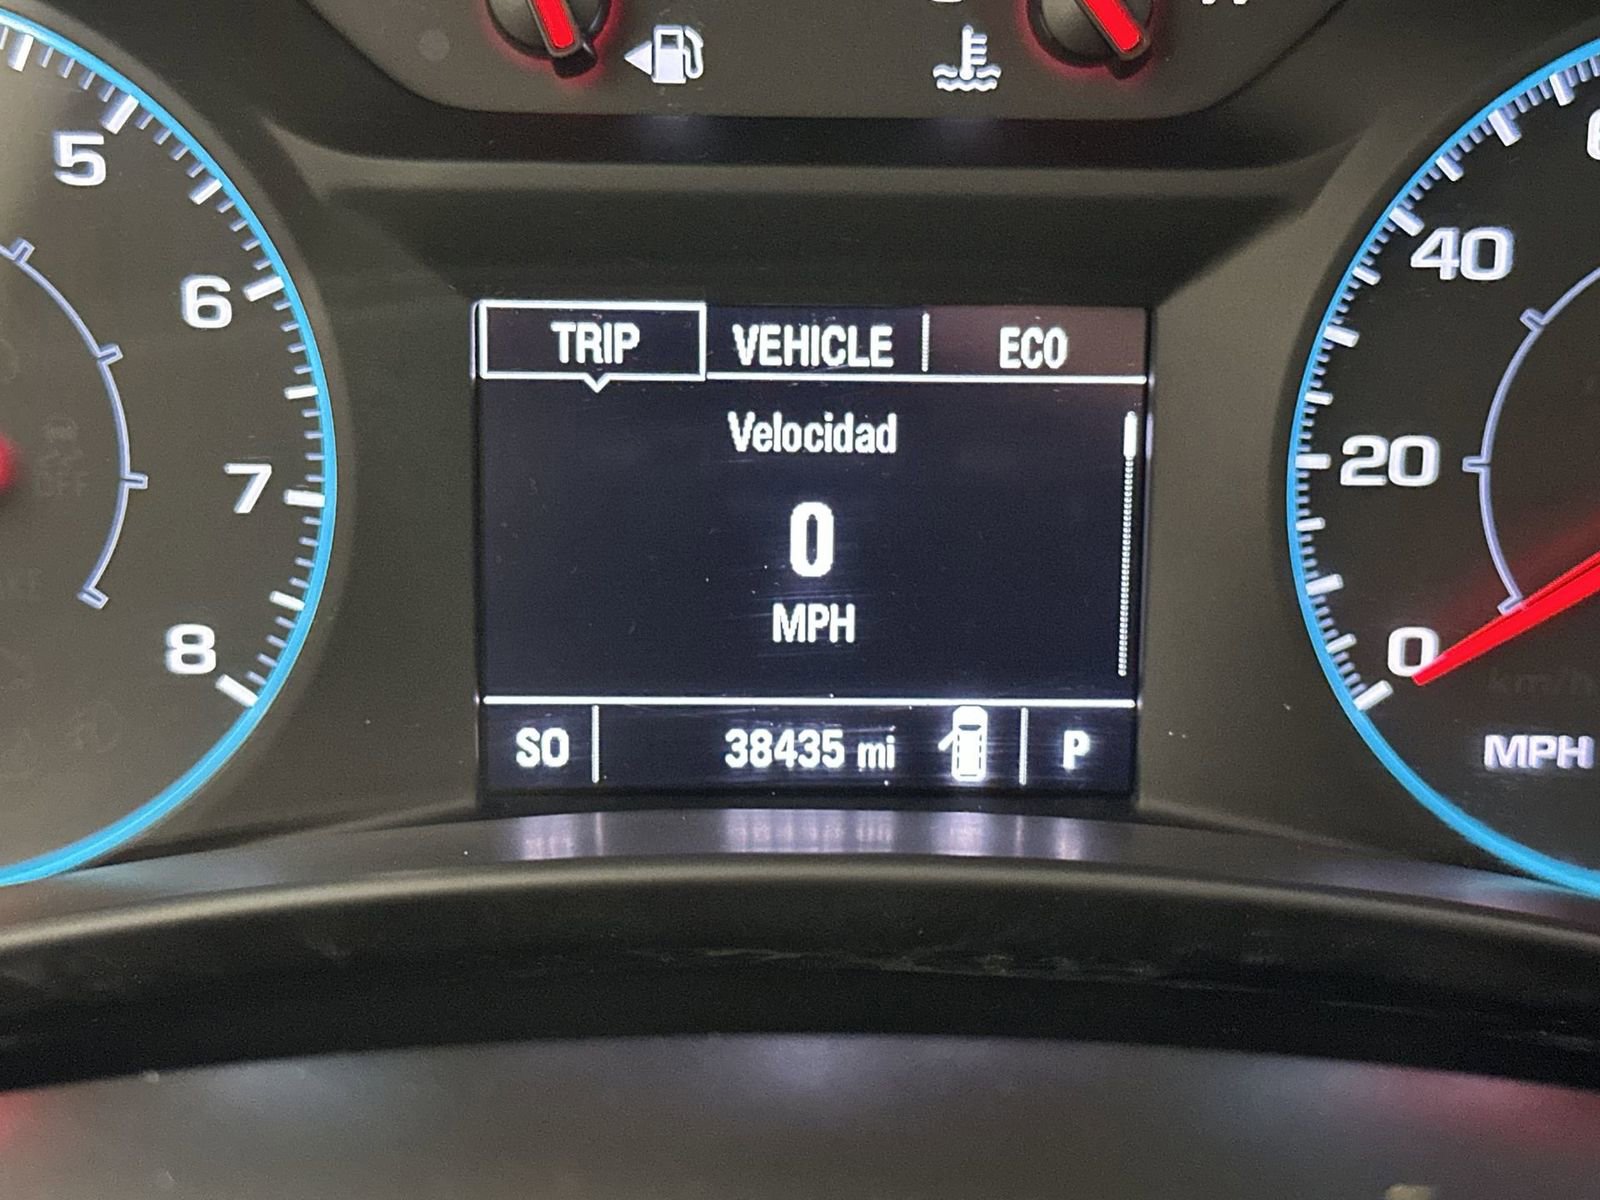 5
6
7
8
TRIP VEHICLE ECO
Velocidad
0
MPH
SO 38435 mi P
40
20
0
MPH